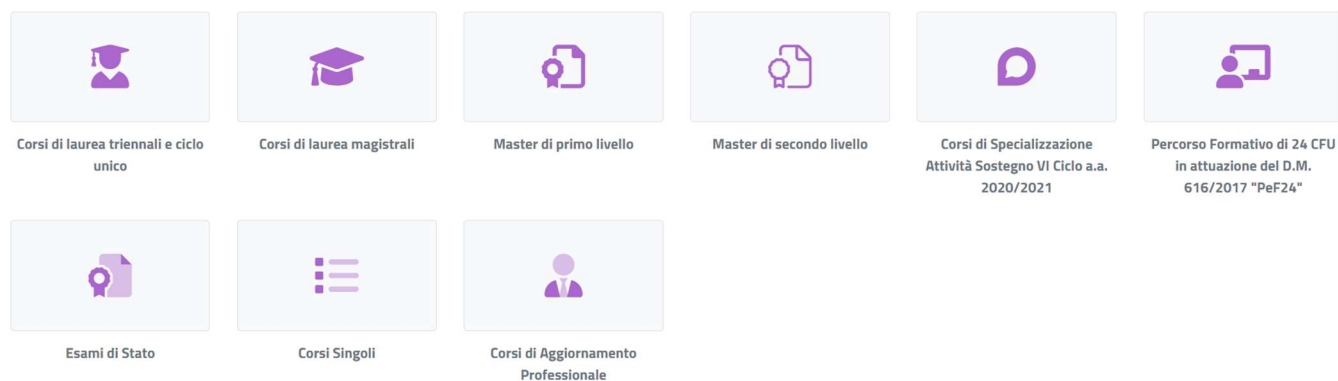 Corsi di laurea triennali e ciclo
unico
Corsi di laurea magistrali
Master di primo livello
Master di secondo livello
Corsi di Specializzazione
Attività Sostegno VI Ciclo a.a.
2020/2021
Percorso Formativo di 24 CFU
in attuazione del D.M.
616/2017 "PeF24"
Esami di Stato
Corsi Singoli
Corsi di Aggiornamento
Professionale